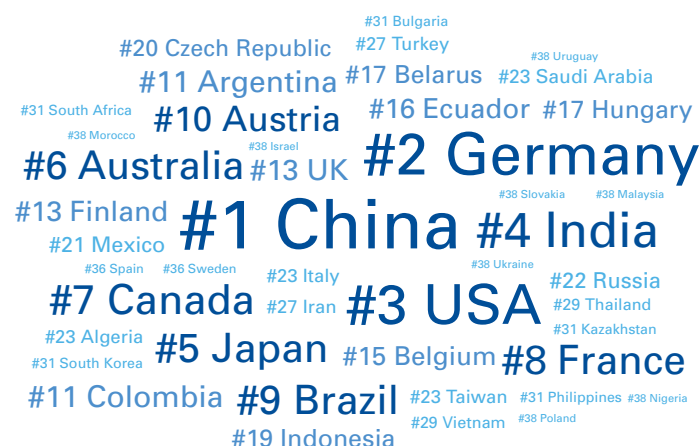 #31 Bulgaria
#20 Czech Republic
#27 Turkey
#38 Uruguay
#11 Argentina
#17 Belarus
#23 Saudi Arabia
#31 South Africa
#10 Austria
#16 Ecuador
#17 Hungary
#38 Morocco
#38 Israel
#6 Australia
#13 UK
#2 Germany
#38 Slovakia
#38 Malaysia
#13 Finland
#1 China
#4 India
#21 Mexico
#36 Spain
#36 Sweden
#23 Italy
#38 Ukraine
#22 Russia
#7 Canada
#27 Iran
#3 USA
#29 Thailand
#23 Algeria
#31 Kazakhstan
#31 South Korea
#5 Japan
#15 Belgium
#8 France
#11 Colombia
#9 Brazil
#23 Taiwan
#31 Philippines
#38 Nigeria
#29 Vietnam
#38 Poland
#19 Indonesia